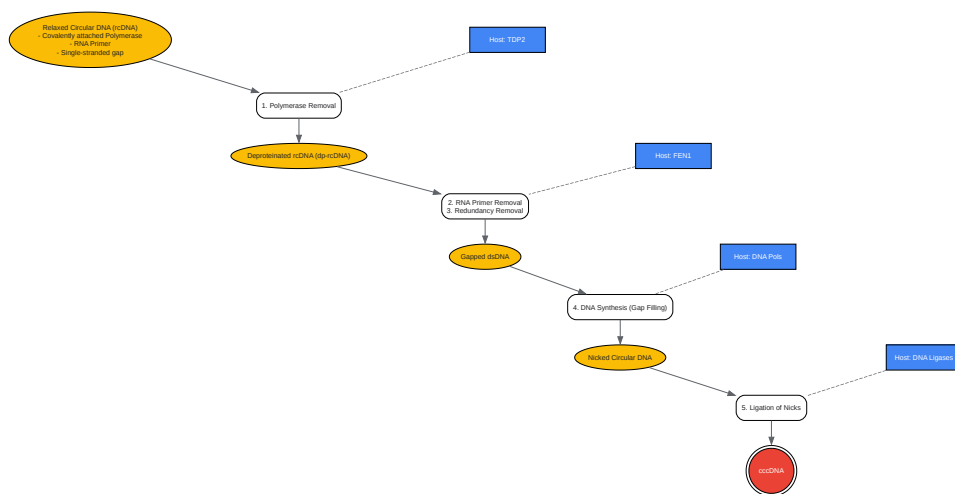 Relaxed Circular DNA (rcDNA)
- Covalently attached Polymerase
- RNA Primer
- Single-stranded gap
Host: TDP2
1. Polymerase Removal
Deproteinated rcDNA (dp-rcDNA)
Host: FEN1
2. RNA Primer Removal
3. Redundancy Removal
Gapped dsDNA
Host: DNA Pols
4. DNA Synthesis (Gap Filling)
Nicked Circular DNA
Host: DNA Ligases
5. Ligation of Nicks
cccDNA